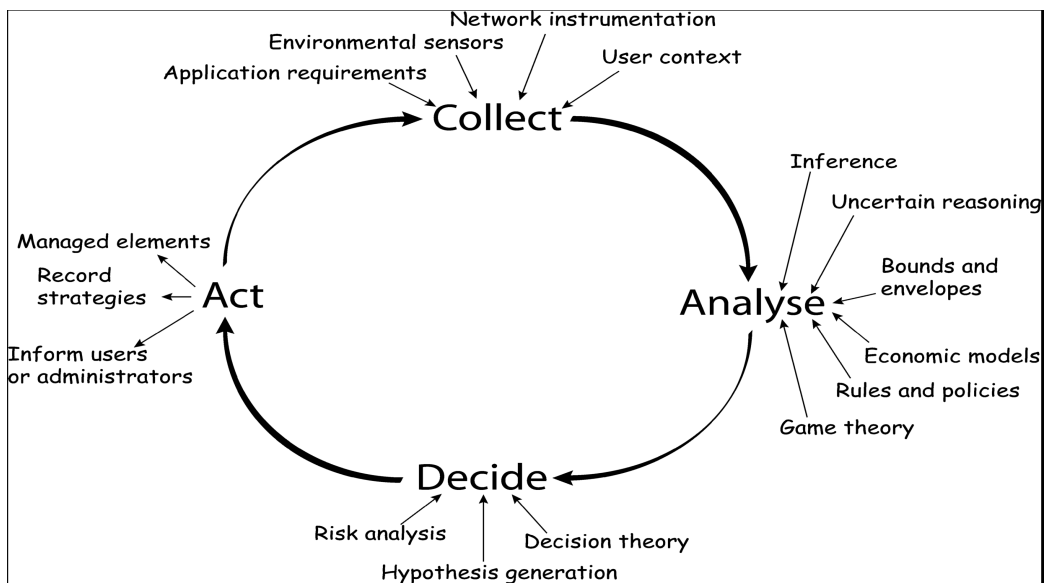 Network instrumentation
Environmental sensors
User context
Application requirements
Collect
Inference
Uncertain reasoning
Managed elements
Bounds and
envelopes
Record
strategies
Act
Analyse
Inform users
or administrators
Economic models
Rules and policies
Game theory
Decide
Risk analysis
Decision theory
Hypothesis generation